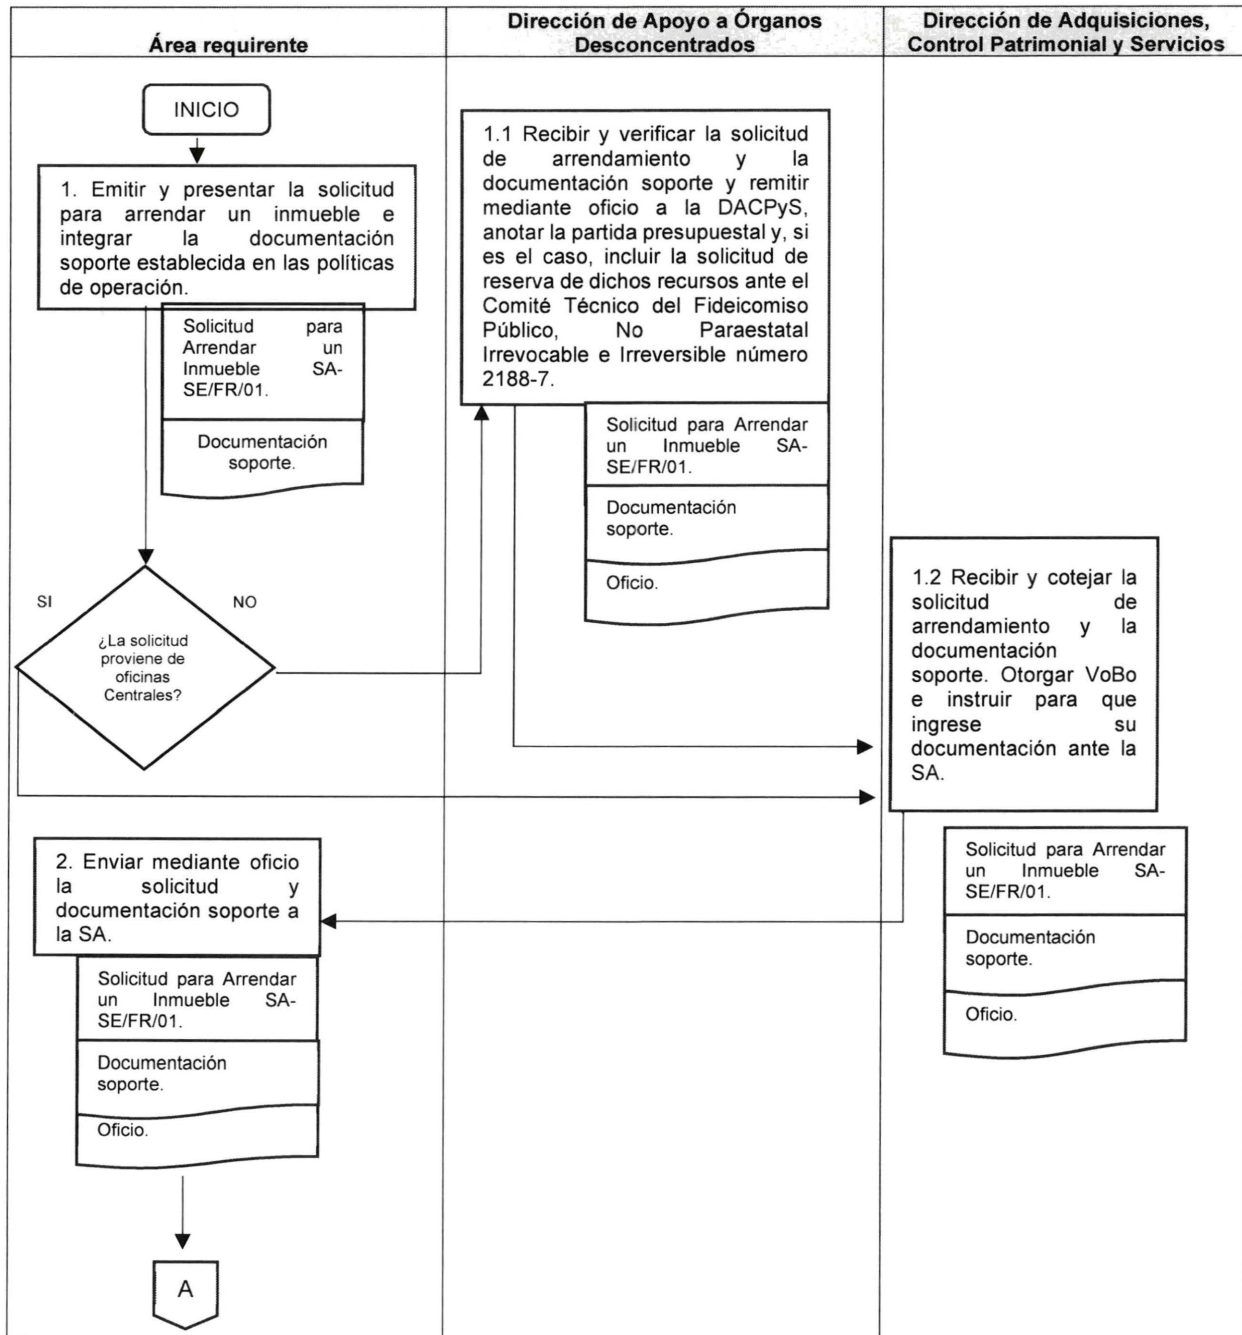 Área requirente
Dirección de Apoyo a Órganos
Desconcentrados
Dirección de Adquisiciones,
Control Patrimonial y Servicios
INICIO
1. Emitir y presentar la solicitud
para arrendar un inmueble e
integrar la documentación
soporte establecida en las políticas
de operación.
Solicitud para
Arrendar un
Inmueble SA-
SE/FR/01.
Documentación
soporte.
SI
NO
¿La solicitud
proviene de
oficinas
Centrales?
1.1 Recibir y verificar la solicitud
de arrendamiento y la
documentación soporte y remitir
mediante oficio a la DACPyS,
anotar la partida presupuestal y, si
es el caso, incluir la solicitud de
reserva de dichos recursos ante el
Comité Técnico del Fideicomiso
Público, No Paraestatal
Irrevocable e Irreversible número
2188-7.
Solicitud para Arrendar
un Inmueble SA-
SE/FR/01.
Documentación
soporte.
Oficio.
1.2 Recibir y cotejar la
solicitud de
arrendamiento y la
documentación
soporte. Otorgar VoBo
e instruir para que
ingrese su
documentación ante la
SA.
Solicitud para Arrendar
un Inmueble SA-
SE/FR/01.
Documentación
soporte.
Oficio.
2. Enviar mediante oficio
la solicitud y
documentación soporte a
la SA.
Solicitud para Arrendar
un Inmueble SA-
SE/FR/01.
Documentación
soporte.
Oficio.
A